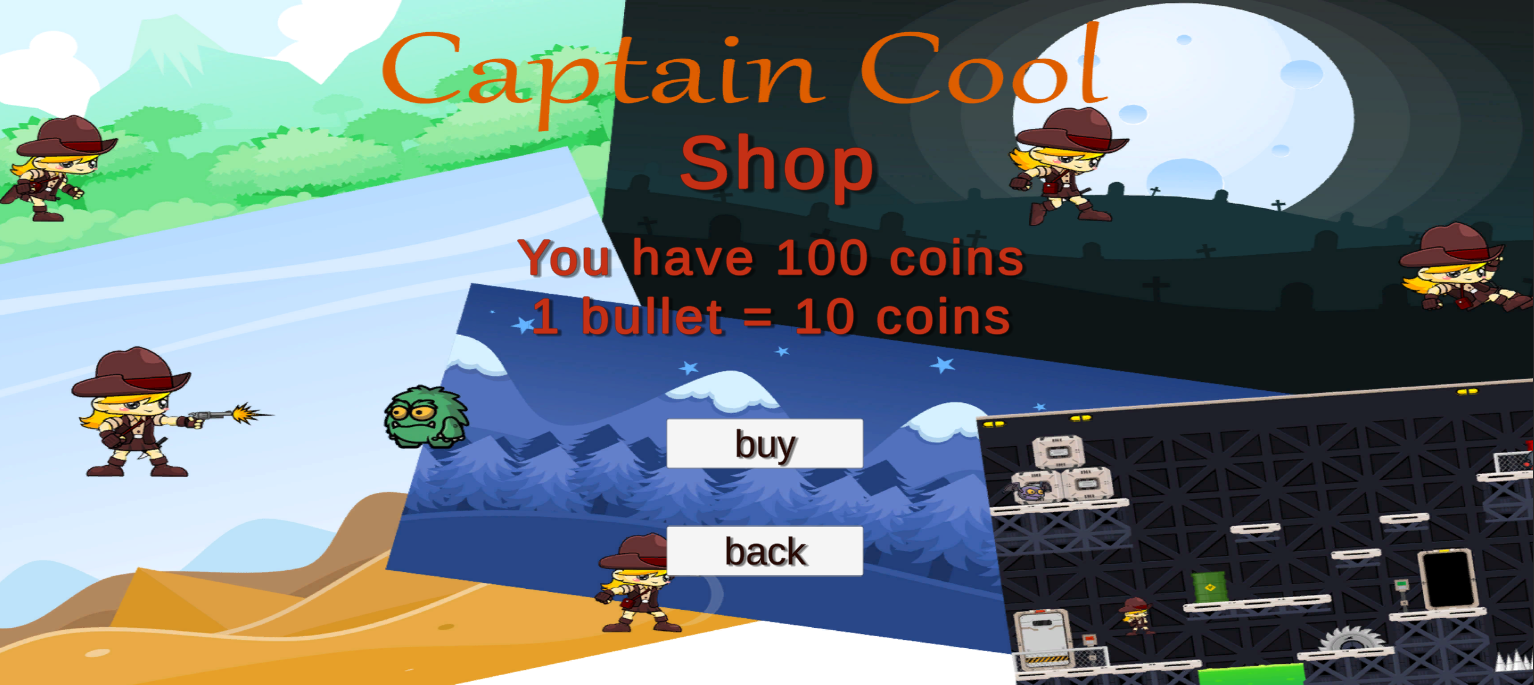 Captain Cool
Shop
You have 100 coins
1 bullet = 10 coins
buy
back